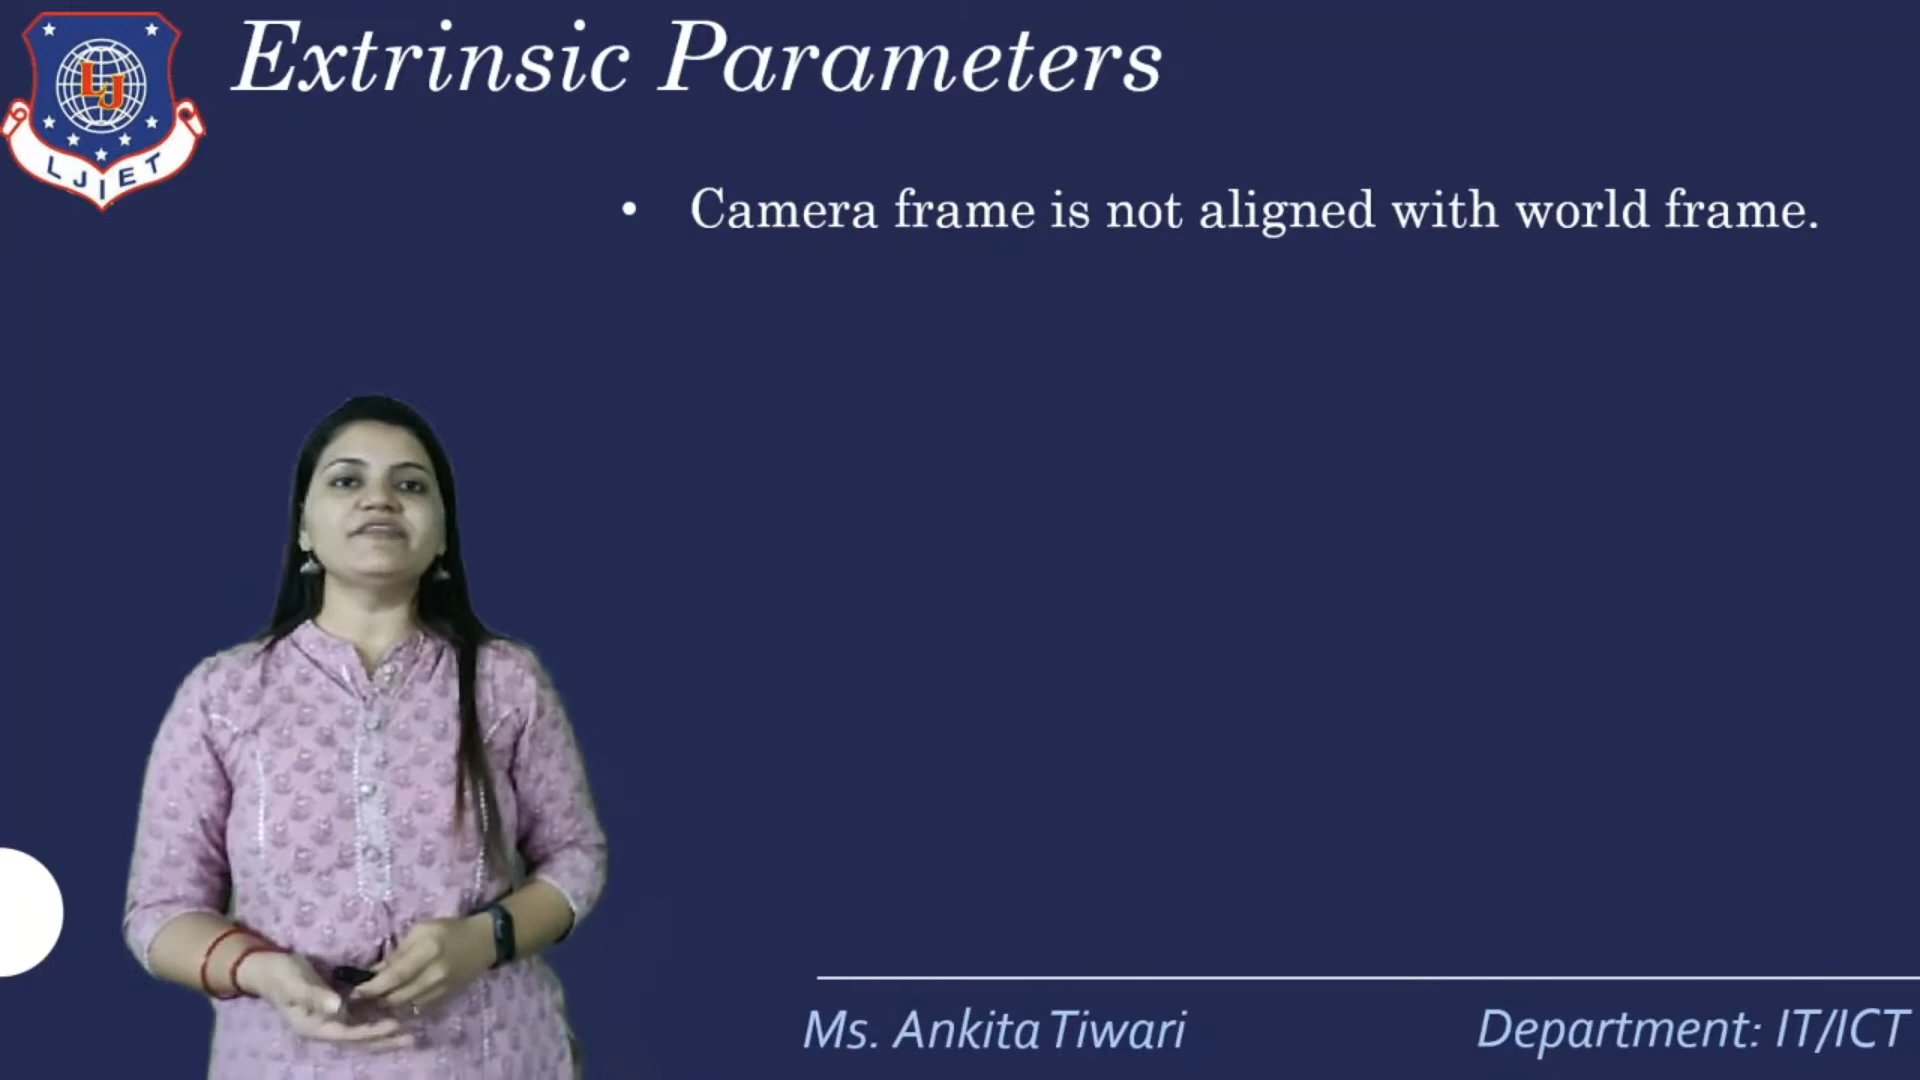 Extrinsic Parameters
LJ
LJIET
• Camera frame is not aligned with world frame.
Ms. Ankita Tiwari
Department: IT/ICT